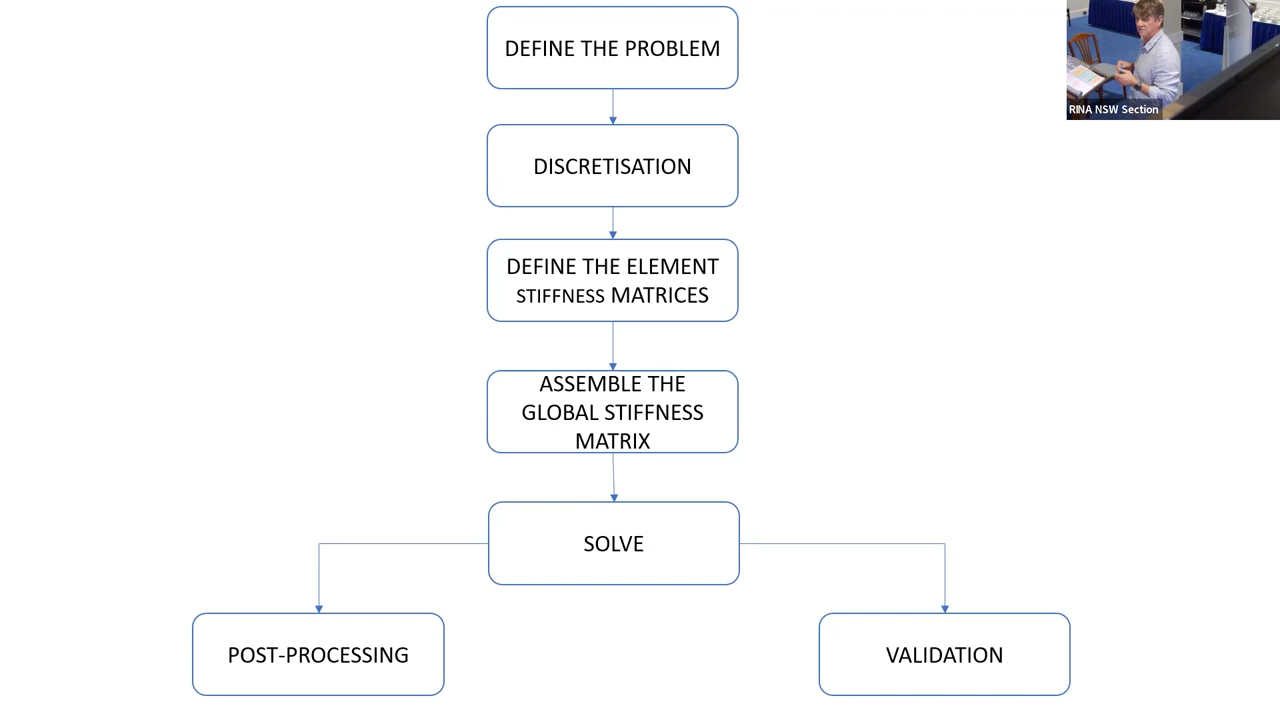 DEFINE THE PROBLEM
RINA NSW Section
DISCRETISATION
DEFINE THE ELEMENT
STIFFNESS MATRICES
ASSEMBLE THE
GLOBAL STIFFNESS
MATRIX
SOLVE
POST-PROCESSING
VALIDATION